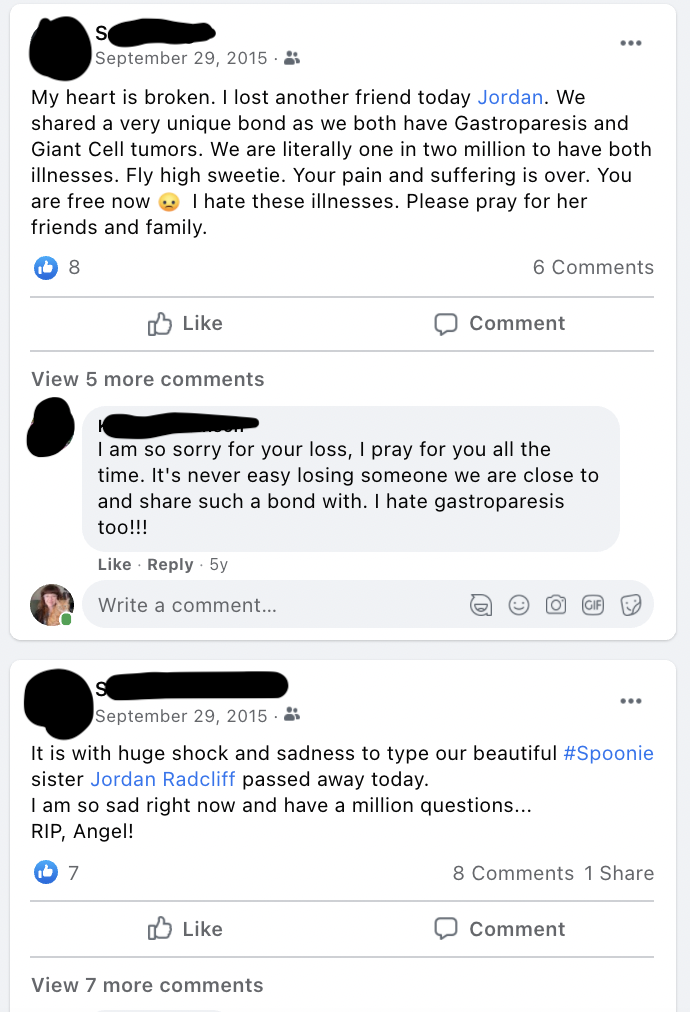 S
September 29, 2015 ·
My heart is broken. I lost another friend today Jordan. We
shared a very unique bond as we both have Gastroparesis and
Giant Cell tumors. We are literally one in two million to have both
illnesses. Fly high sweetie. Your pain and suffering is over. You
are free now 😞 I hate these illnesses. Please pray for her
friends and family.
8 6 Comments
Like Comment
View 5 more comments
I am so sorry for your loss, I pray for you all the
time. It's never easy losing someone we are close to
and share such a bond with. I hate gastroparesis
too!!!
Like · Reply · 5y
Write a comment...
GIF
S
September 29, 2015 ·
It is with huge shock and sadness to type our beautiful #Spoonie
sister Jordan Radcliff passed away today.
I am so sad right now and have a million questions...
RIP, Angel!
7 8 Comments 1 Share
Like Comment
View 7 more comments